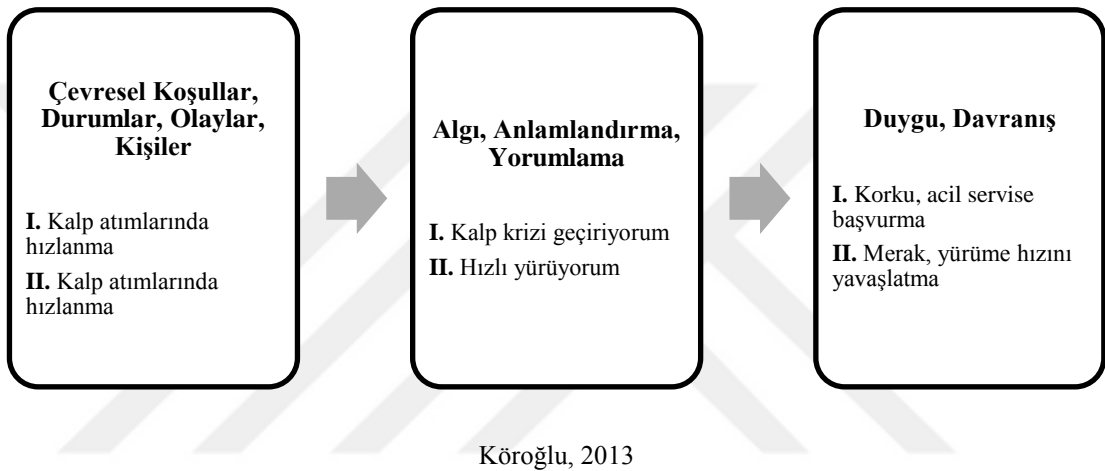 Çevresel Koşullar,
Durumlar, Olaylar,
Kişiler
I. Kalp atımlarında
hızlanma
II. Kalp atımlarında
hızlanma
Algı, Anlamlandırma,
Yorumlama
I. Kalp krizi geçiriyorum
II. Hızlı yürüyorum
Duygu, Davranış
I. Korku, acil servise
başvurma
II. Merak, yürüme hızını
yavaşlatma
Köroğlu, 2013